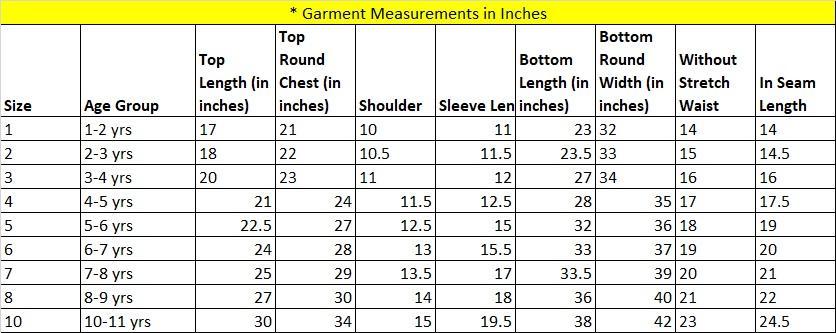 * Garment Measurements in Inches
Size Age Group Top Length (in inches) Top Round Chest (in inches) Shoulder Sleeve Len Bottom Length (in inches) Bottom Round Width (in inches) Without Stretch Waist In Seam Length
1 1-2 yrs 17 21 10 11 23 32 14 14
2 2-3 yrs 18 22 10.5 11.5 23.5 33 15 14.5
3 3-4 yrs 20 23 11 12 27 34 16 16
4 4-5 yrs 21 24 11.5 12.5 28 35 17 17.5
5 5-6 yrs 22.5 27 12.5 15 32 36 18 19
6 6-7 yrs 24 28 13 15.5 33 37 19 20
7 7-8 yrs 25 29 13.5 17 33.5 39 20 21
8 8-9 yrs 27 30 14 18 36 40 21 22
10 10-11 yrs 30 34 15 19.5 38 42 23 24.5